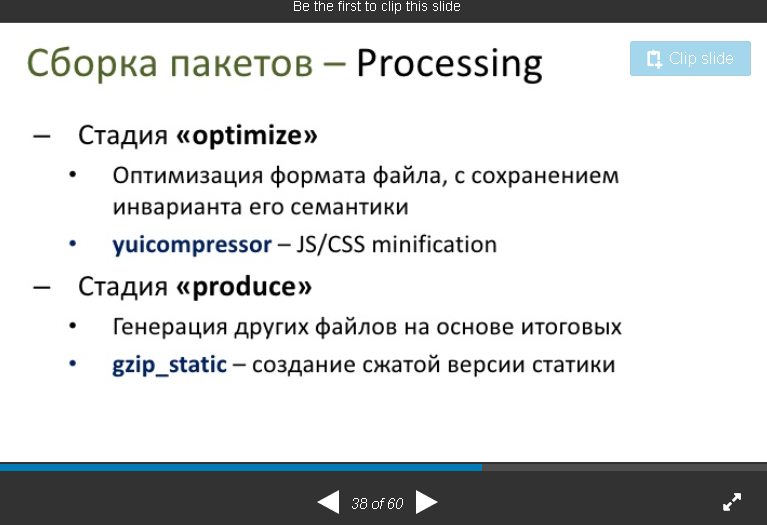 Be the first to clip this slide
Сборка пакетов – Processing
Clip slide
– Стадия «optimize»
• Оптимизация формата файла, с сохранением
инварианта его семантики
• yuicompressor – JS/CSS minification
– Стадия «produce»
• Генерация других файлов на основе итоговых
• gzip_static – создание сжатой версии статики
38 of 60